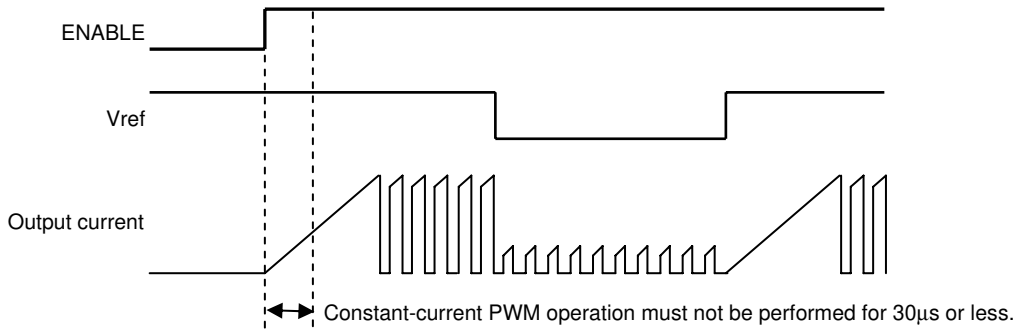 ENABLE
Vref
Output current
Constant-current PWM operation must not be performed for 30μs or less.